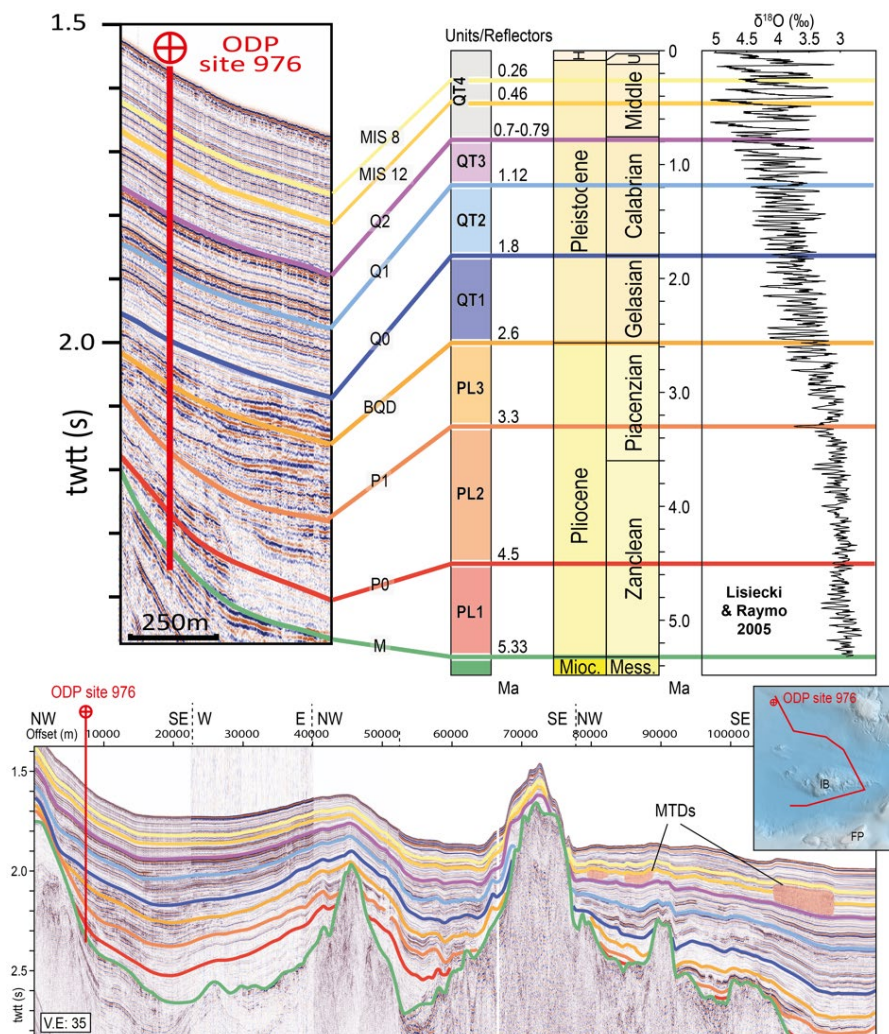 1.5
ODP
site 976
2.0
twtt (s)
250m
MIS 8
MIS 12
Q2
Q1
Q0
BQD
P1
P0
M
Units/Reflectors
QT4
QT3
QT2
QT1
PL3
PL2
PL1
0.26
0.46
0.7-0.79
1.12
1.8
2.6
3.3
4.5
5.33
Ma
H
Pleistocene
Pliocene
Mioc.
U
Middle
Calabrian
Gelasian
Piacenzian
Zanclean
Mess.
0
1.0
2.0
3.0
4.0
5.0
Ma
δ18O (‰)
5 4.5 4 3.5 3
Lisiecki
& Raymo
2005
ODP site 976
NW SE W E NW SE NW SE
Offset (m) 10000 20000 30000 40000 50000 60000 70000 80000 90000 100000
1.5
2.0
2.5
twtt (s)
V.E: 35
MTDs
ODP site 976
IB
FP